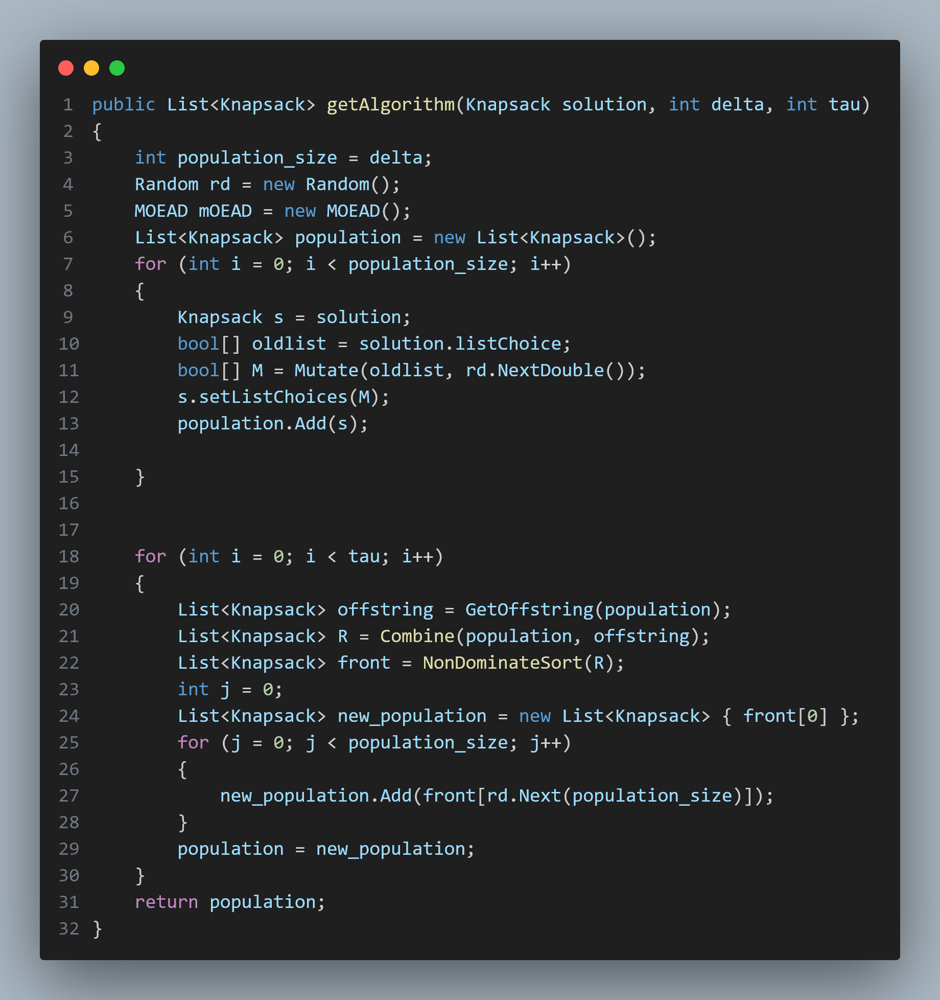 1 public List<Knapsack> getAlgorithm(Knapsack solution, int delta, int tau)
2 {
3     int population_size = delta;
4     Random rd = new Random();
5     MOEAD mOEAD = new MOEAD();
6     List<Knapsack> population = new List<Knapsack>();
7     for (int i = 0; i < population_size; i++)
8     {
9         Knapsack s = solution;
10         bool[] oldlist = solution.listChoice;
11         bool[] M = Mutate(oldlist, rd.NextDouble());
12         s.setListChoices(M);
13         population.Add(s);
14
15     }
16
17
18     for (int i = 0; i < tau; i++)
19     {
20         List<Knapsack> offstring = GetOffstring(population);
21         List<Knapsack> R = Combine(population, offstring);
22         List<Knapsack> front = NonDominateSort(R);
23         int j = 0;
24         List<Knapsack> new_population = new List<Knapsack> { front[0] };
25         for (j = 0; j < population_size; j++)
26         {
27             new_population.Add(front[rd.Next(population_size)]);
28         }
29         population = new_population;
30     }
31     return population;
32 }